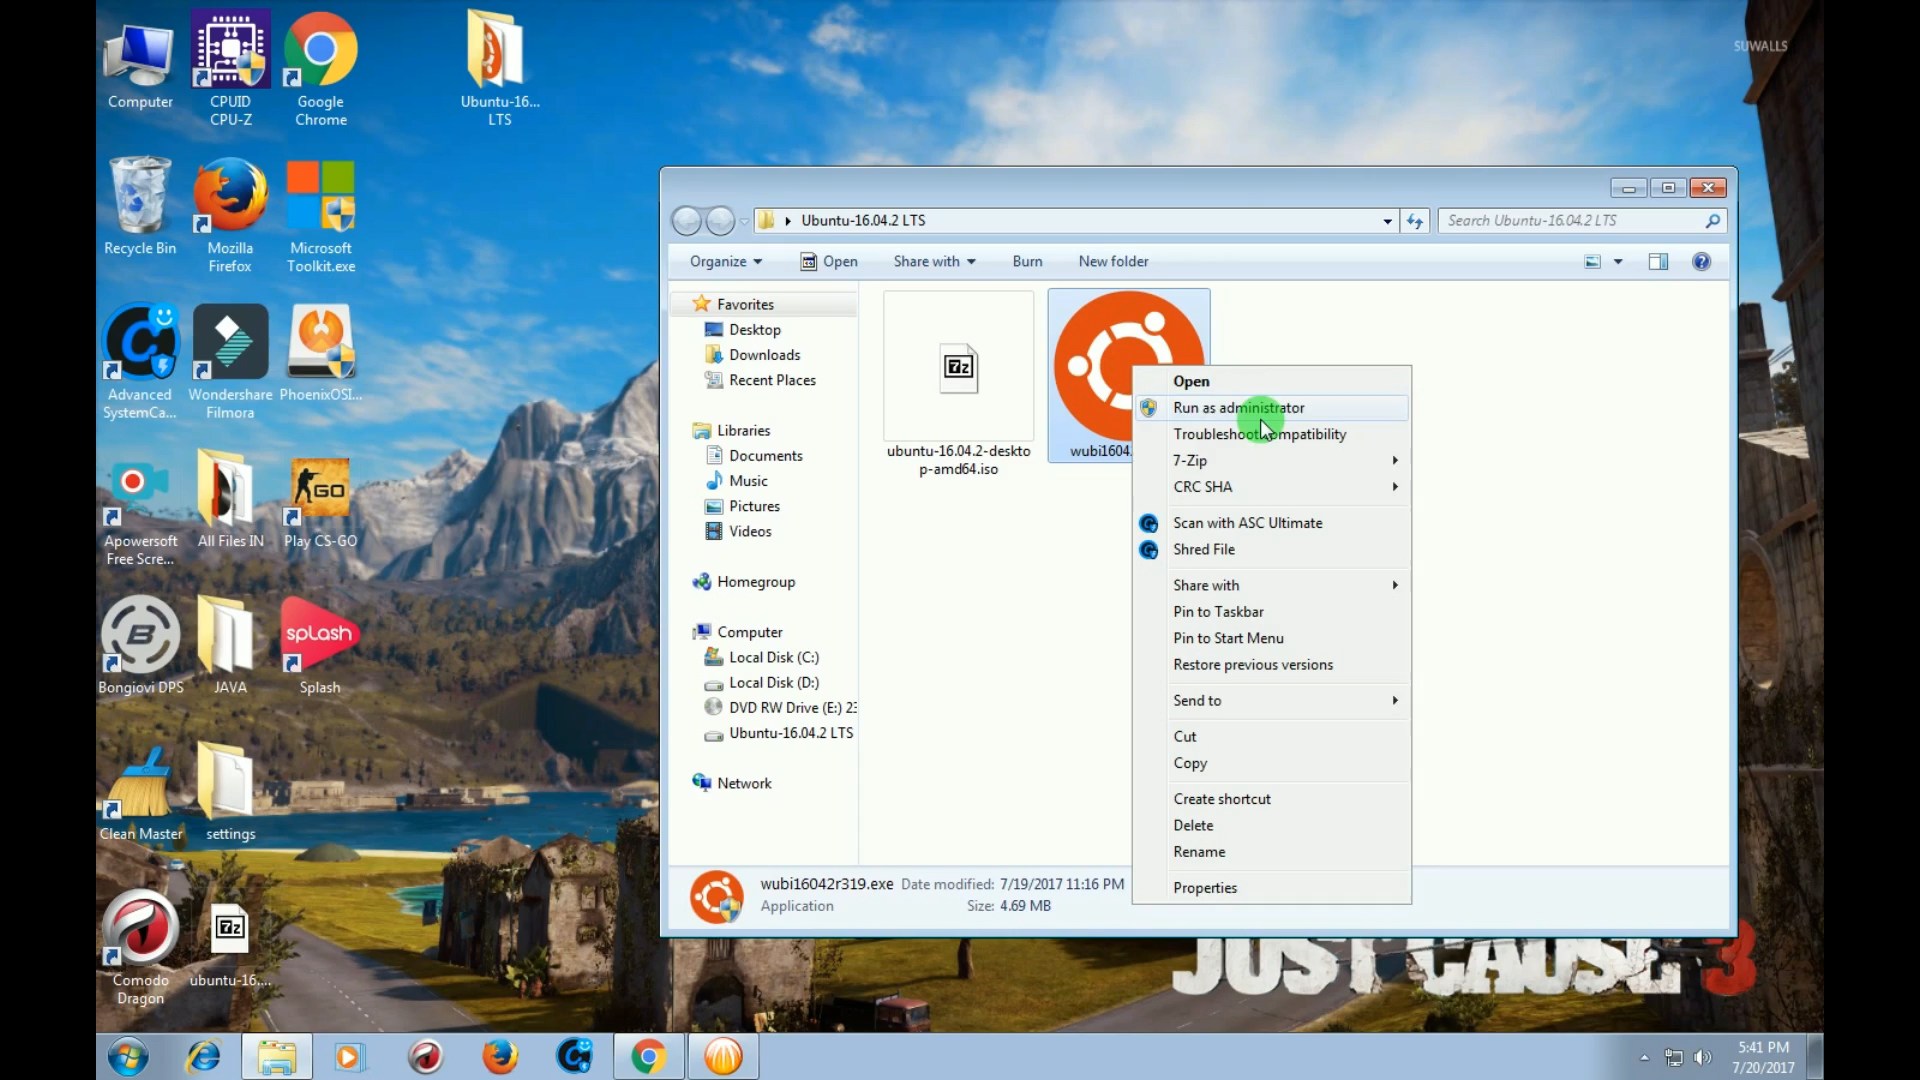 SUWALLS
Computer
CPUID
CPU-Z
Google
Chrome
Ubuntu-16...
LTS
Recycle Bin
Mozilla
Firefox
Microsoft
Toolkit.exe
Advanced
SystemCa...
Wondershare
Filmora
PhoenixOSI...
Apowersoft
Free Scre...
All Files IN
GO
Play CS-GO
Bongiovi DPS
JAVA
splash
Splash
Clean Master
settings
Comodo
Dragon
7z
ubuntu-16....
Ubuntu-16.04.2 LTS
Search Ubuntu-16.04.2 LTS
Organize
Open
Share with
Burn
New folder
Favorites
Desktop
Downloads
Recent Places
Libraries
Documents
Music
Pictures
Videos
Homegroup
Computer
Local Disk (C:)
Local Disk (D:)
DVD RW Drive (E:) 23
Ubuntu-16.04.2 LTS
Network
7z
ubuntu-16.04.2-deskto
p-amd64.iso
wubi1604
Open
Run as administrator
Troubleshoot compatibility
7-Zip
CRC SHA
Scan with ASC Ultimate
Shred File
Share with
Pin to Taskbar
Pin to Start Menu
Restore previous versions
Send to
Cut
Copy
Create shortcut
Delete
Rename
Properties
wubi16042r319.exe Date modified: 7/19/2017 11:16 PM
Application Size: 4.69 MB
JUST CAUSE 3
5:41 PM
7/20/2017